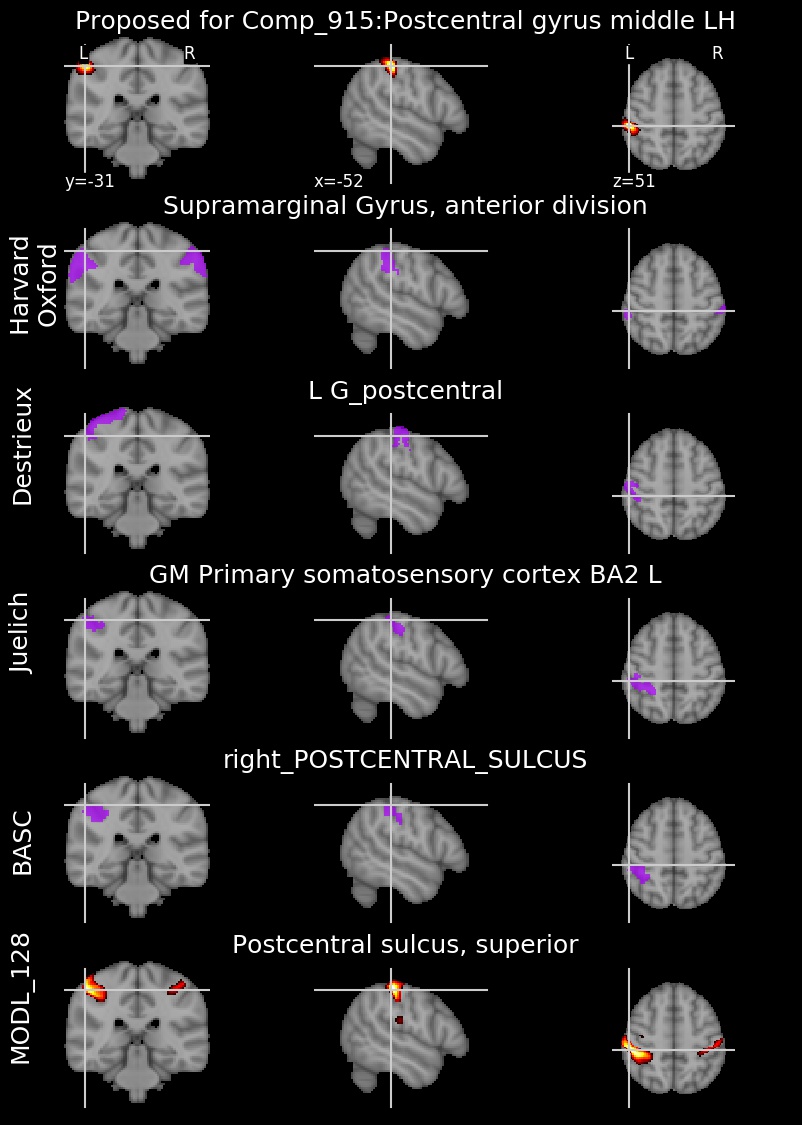 Proposed for Comp_915:Postcentral gyrus middle LH
L R
L R
y=-31
x=-52
z=51
Supramarginal Gyrus, anterior division
Harvard
Oxford
L G_postcentral
Destrieux
GM Primary somatosensory cortex BA2 L
Juelich
right_POSTCENTRAL_SULCUS
BASC
Postcentral sulcus, superior
MODL_128